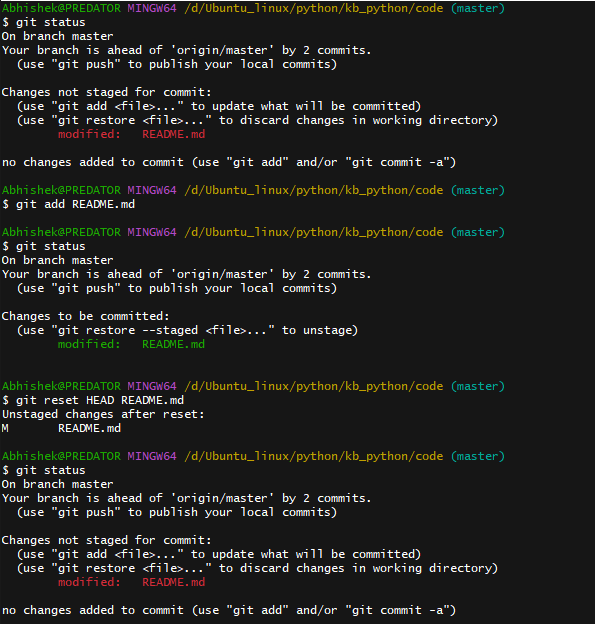 Abhishek@PREDATOR MINGW64 /d/Ubuntu_linux/python/kb_python/code (master)
$ git status
On branch master
Your branch is ahead of 'origin/master' by 2 commits.
  (use "git push" to publish your local commits)

Changes not staged for commit:
  (use "git add <file>..." to update what will be committed)
  (use "git restore <file>..." to discard changes in working directory)
        modified:   README.md

no changes added to commit (use "git add" and/or "git commit -a")

Abhishek@PREDATOR MINGW64 /d/Ubuntu_linux/python/kb_python/code (master)
$ git add README.md

Abhishek@PREDATOR MINGW64 /d/Ubuntu_linux/python/kb_python/code (master)
$ git status
On branch master
Your branch is ahead of 'origin/master' by 2 commits.
  (use "git push" to publish your local commits)

Changes to be committed:
  (use "git restore --staged <file>..." to unstage)
        modified:   README.md


Abhishek@PREDATOR MINGW64 /d/Ubuntu_linux/python/kb_python/code (master)
$ git reset HEAD README.md
Unstaged changes after reset:
M       README.md

Abhishek@PREDATOR MINGW64 /d/Ubuntu_linux/python/kb_python/code (master)
$ git status
On branch master
Your branch is ahead of 'origin/master' by 2 commits.
  (use "git push" to publish your local commits)

Changes not staged for commit:
  (use "git add <file>..." to update what will be committed)
  (use "git restore <file>..." to discard changes in working directory)
        modified:   README.md

no changes added to commit (use "git add" and/or "git commit -a")